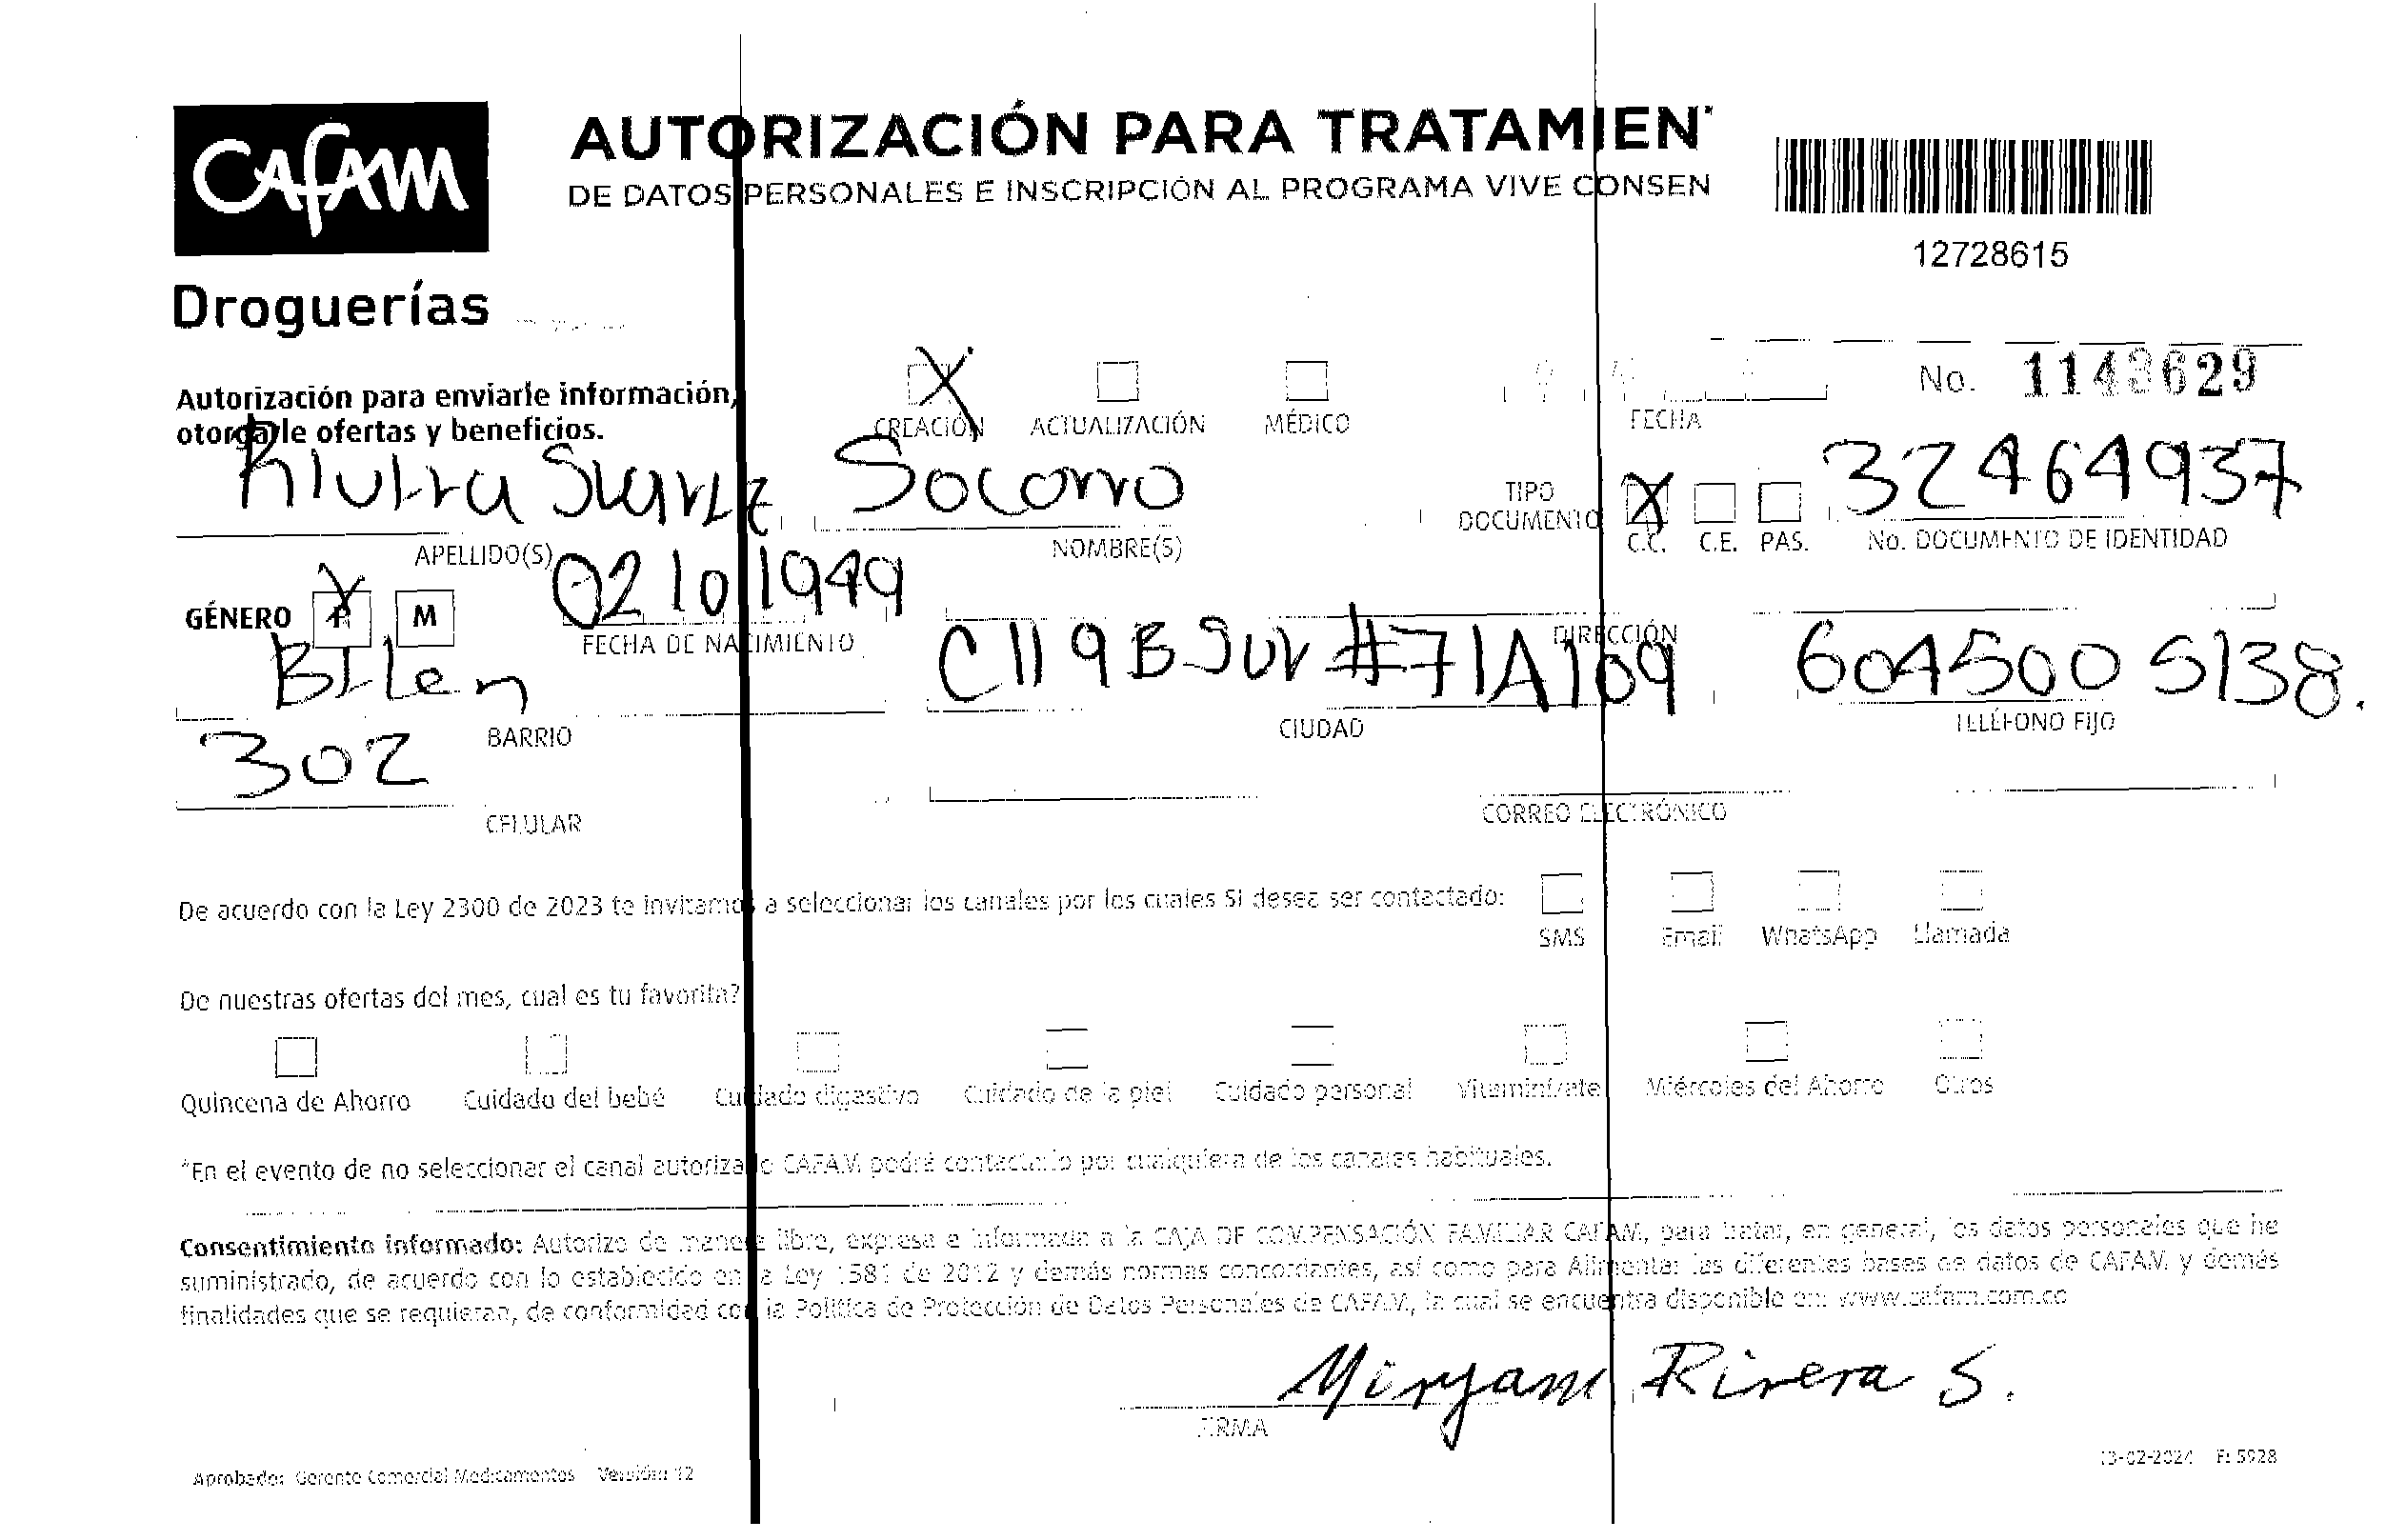 CAFAM
Droguerías
AUTORIZACIÓN PARA TRATAMIEN
DE DATOS PERSONALES E INSCRIPCIÓN AL PROGRAMA VIVE CONSEN
12728615
Autorización para enviarle información,
otorgarle ofertas y beneficios.
X
CREACIÓN ACTUALIZACIÓN MÉDICO FECHA
No. 1143629
Socorro X 32464937
APELLIDO(S) NOMBRE(S) TIPO DOCUMENTO C.C. C.E. PAS. No. DOCUMENTO DE IDENTIDAD
GÉNERO F M 02 10 1949
FECHA DE NACIMIENTO DIRECCIÓN
Belen Cll 9B Sur #71A169 6045005138.
BARRIO CIUDAD TELÉFONO FIJO
302
CELULAR CORREO ELECTRÓNICO
De acuerdo con la Ley 2300 de 2023 te invitamos a seleccionar los canales por los cuales SI desea ser contactado:
SMS Email WhatsApp Llamada
De nuestras ofertas del mes, cual es tu favorita?
Quincena de Ahorro Cuidado del bebé Cuidado digestivo Cuidado de la piel Cuidado personal Vitamínizate Miércoles del Ahorro Otros
*En el evento de no seleccionar el canal autorizado CAFAM podrá contactarlo por cualquiera de los canales habituales.
Consentimiento informado: Autorizo de manera libre, expresa e informada a la CAJA DE COMPENSACIÓN FAMILIAR CAFAM, para tratar, en general, los datos personales que he
suministrado, de acuerdo con lo establecido en la Ley 1581 de 2012 y demás normas concordantes, así como para Alimentar las diferentes bases de datos de CAFAM y demás
finalidades que se requieran, de conformidad con la Política de Protección de Datos Personales de CAFAM, la cual se encuentra disponible en: www.cafam.com.co
Miryam Rivera S.
FIRMA
Aprobado: Gerente Comercial Medicamentos Versión: 12
13-02-2024 F: 5928